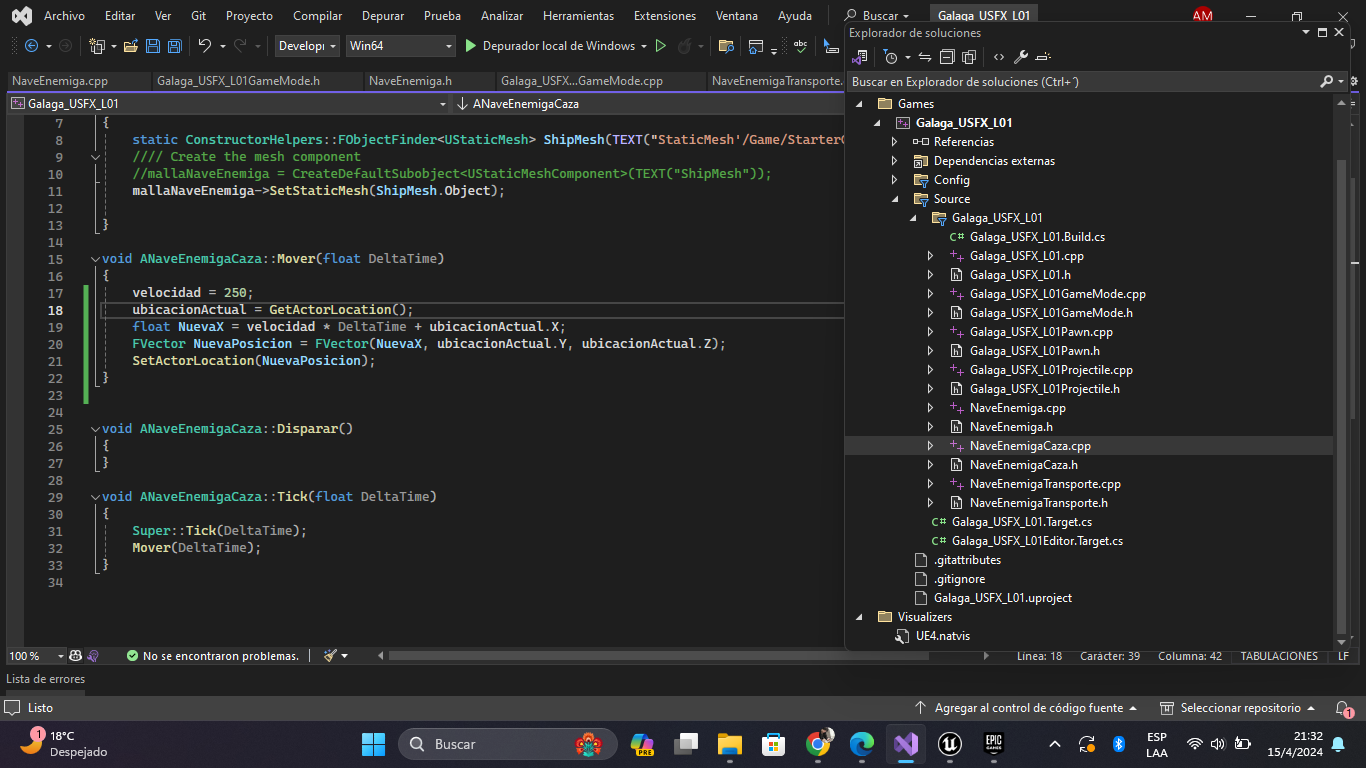 Archivo Editar Ver Git Proyecto Compilar Depurar Prueba Analizar Herramientas Extensiones Ventana Ayuda Buscar Galaga_USFX_L01 AM
Developr Win64 Depurador local de Windows
NaveEnemiga.cpp Galaga_USFX_L01GameMode.h NaveEnemiga.h Galaga_USFX...GameMode.cpp NaveEnemigaTransporte.
Galaga_USFX_L01 ANaveEnemigaCaza
7 {
8 static ConstructorHelpers::FObjectFinder<UStaticMesh> ShipMesh(TEXT("StaticMesh'/Game/StarterC
9 //// Create the mesh component
10 //mallaNaveEnemiga = CreateDefaultSubobject<UStaticMeshComponent>(TEXT("ShipMesh"));
11 mallaNaveEnemiga->SetStaticMesh(ShipMesh.Object);
12
13 }
14
15 void ANaveEnemigaCaza::Mover(float DeltaTime)
16 {
17 velocidad = 250;
18 ubicacionActual = GetActorLocation();
19 float NuevaX = velocidad * DeltaTime + ubicacionActual.X;
20 FVector NuevaPosicion = FVector(NuevaX, ubicacionActual.Y, ubicacionActual.Z);
21 SetActorLocation(NuevaPosicion);
22 }
23
24
25 void ANaveEnemigaCaza::Disparar()
26 {
27 }
28
29 void ANaveEnemigaCaza::Tick(float DeltaTime)
30 {
31 Super::Tick(DeltaTime);
32 Mover(DeltaTime);
33 }
34
100 % No se encontraron problemas. Línea: 18 Carácter: 39 Columna: 42 TABULACIONES LF
Explorador de soluciones
Buscar en Explorador de soluciones (Ctrl+´)
Games
Galaga_USFX_L01
Referencias
Dependencias externas
Config
Source
Galaga_USFX_L01
C# Galaga_USFX_L01.Build.cs
Galaga_USFX_L01.cpp
Galaga_USFX_L01.h
Galaga_USFX_L01GameMode.cpp
Galaga_USFX_L01GameMode.h
Galaga_USFX_L01Pawn.cpp
Galaga_USFX_L01Pawn.h
Galaga_USFX_L01Projectile.cpp
Galaga_USFX_L01Projectile.h
NaveEnemiga.cpp
NaveEnemiga.h
NaveEnemigaCaza.cpp
NaveEnemigaCaza.h
NaveEnemigaTransporte.cpp
NaveEnemigaTransporte.h
C# Galaga_USFX_L01.Target.cs
C# Galaga_USFX_L01Editor.Target.cs
.gitattributes
.gitignore
Galaga_USFX_L01.uproject
Visualizers
UE4.natvis
Lista de errores
Listo Agregar al control de código fuente Seleccionar repositorio 1
1 18°C
Despejado
Buscar
PRE
EPIC GAMES
ESP
LAA
21:32
15/4/2024